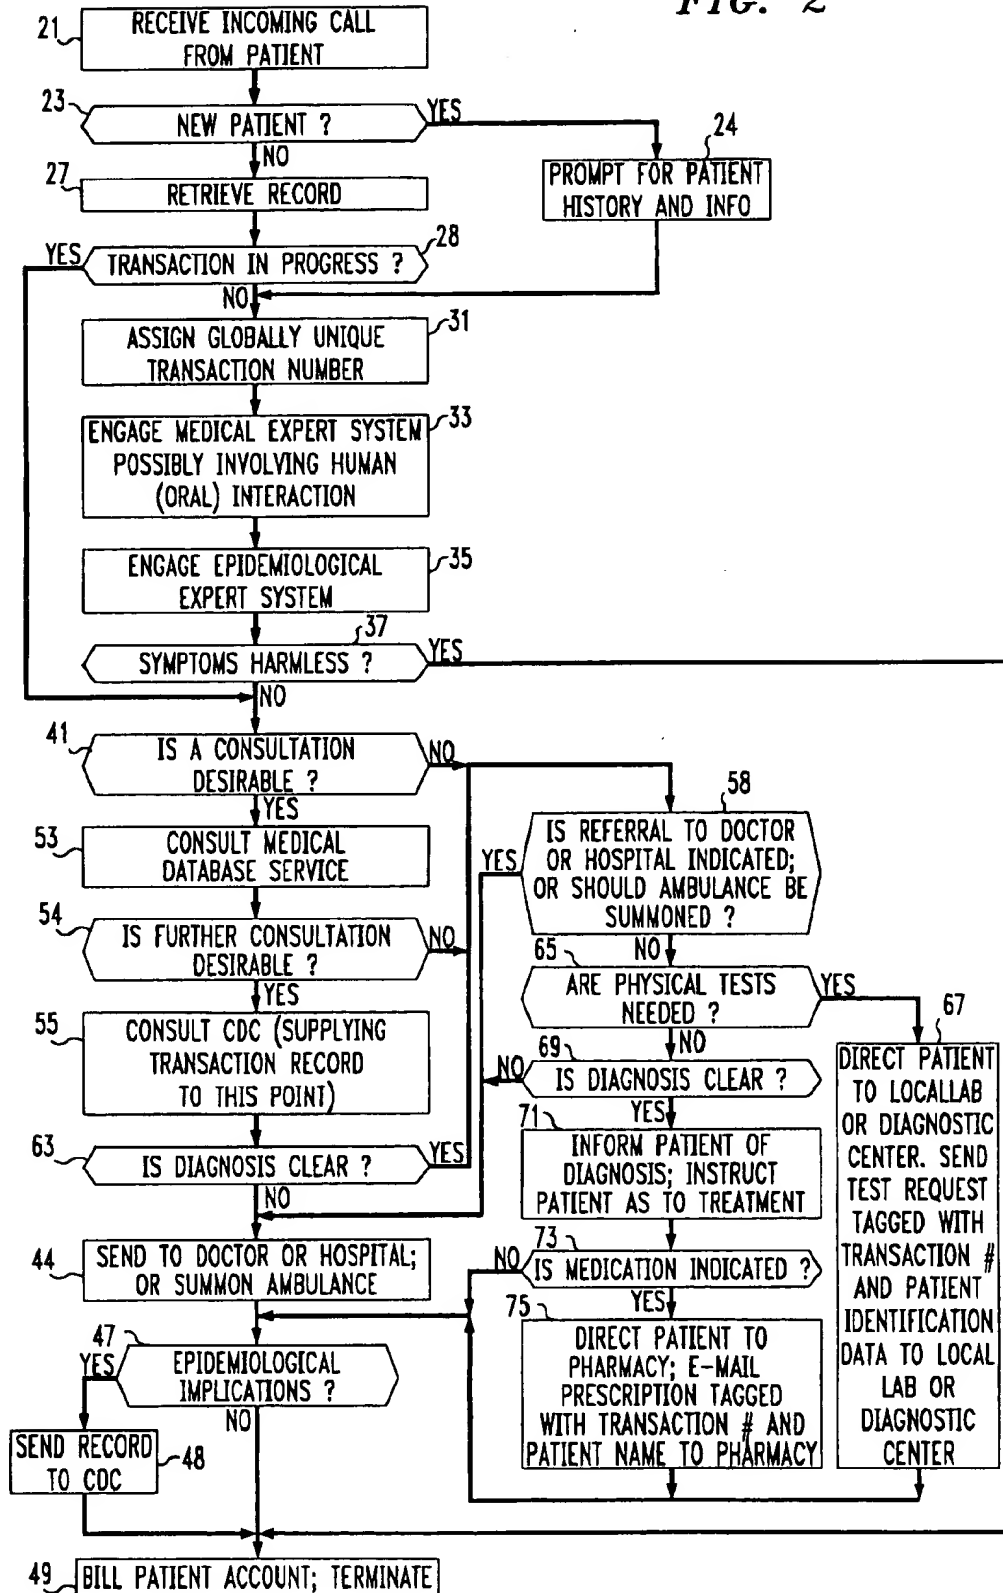 FIG. 2
21
RECEIVE INCOMING CALL
FROM PATIENT
23
NEW PATIENT ?
YES
NO
24
PROMPT FOR PATIENT
HISTORY AND INFO
27
RETRIEVE RECORD
28
YES
TRANSACTION IN PROGRESS ?
NO
31
ASSIGN GLOBALLY UNIQUE
TRANSACTION NUMBER
33
ENGAGE MEDICAL EXPERT SYSTEM
POSSIBLY INVOLVING HUMAN
(ORAL) INTERACTION
35
ENGAGE EPIDEMIOLOGICAL
EXPERT SYSTEM
37
SYMPTOMS HARMLESS ?
YES
NO
41
IS A CONSULTATION
DESIRABLE ?
NO
YES
53
CONSULT MEDICAL
DATABASE SERVICE
54
IS FURTHER CONSULTATION
DESIRABLE ?
NO
YES
55
CONSULT CDC (SUPPLYING
TRANSACTION RECORD
TO THIS POINT)
63
IS DIAGNOSIS CLEAR ?
YES
NO
44
SEND TO DOCTOR OR HOSPITAL;
OR SUMMON AMBULANCE
47
YES
EPIDEMIOLOGICAL
IMPLICATIONS ?
NO
SEND RECORD
TO CDC
48
49
BILL PATIENT ACCOUNT; TERMINATE
58
IS REFERRAL TO DOCTOR
OR HOSPITAL INDICATED;
OR SHOULD AMBULANCE BE
SUMMONED ?
YES
NO
65
ARE PHYSICAL TESTS
NEEDED ?
YES
NO
69
NO
IS DIAGNOSIS CLEAR ?
YES
71
INFORM PATIENT OF
DIAGNOSIS; INSTRUCT
PATIENT AS TO TREATMENT
73
NO
IS MEDICATION INDICATED ?
YES
75
DIRECT PATIENT TO
PHARMACY; E-MAIL
PRESCRIPTION TAGGED
WITH TRANSACTION # AND
PATIENT NAME TO PHARMACY
67
DIRECT PATIENT
TO LOCALLAB
OR DIAGNOSTIC
CENTER. SEND
TEST REQUEST
TAGGED WITH
TRANSACTION #
AND PATIENT
IDENTIFICATION
DATA TO LOCAL
LAB OR
DIAGNOSTIC
CENTER